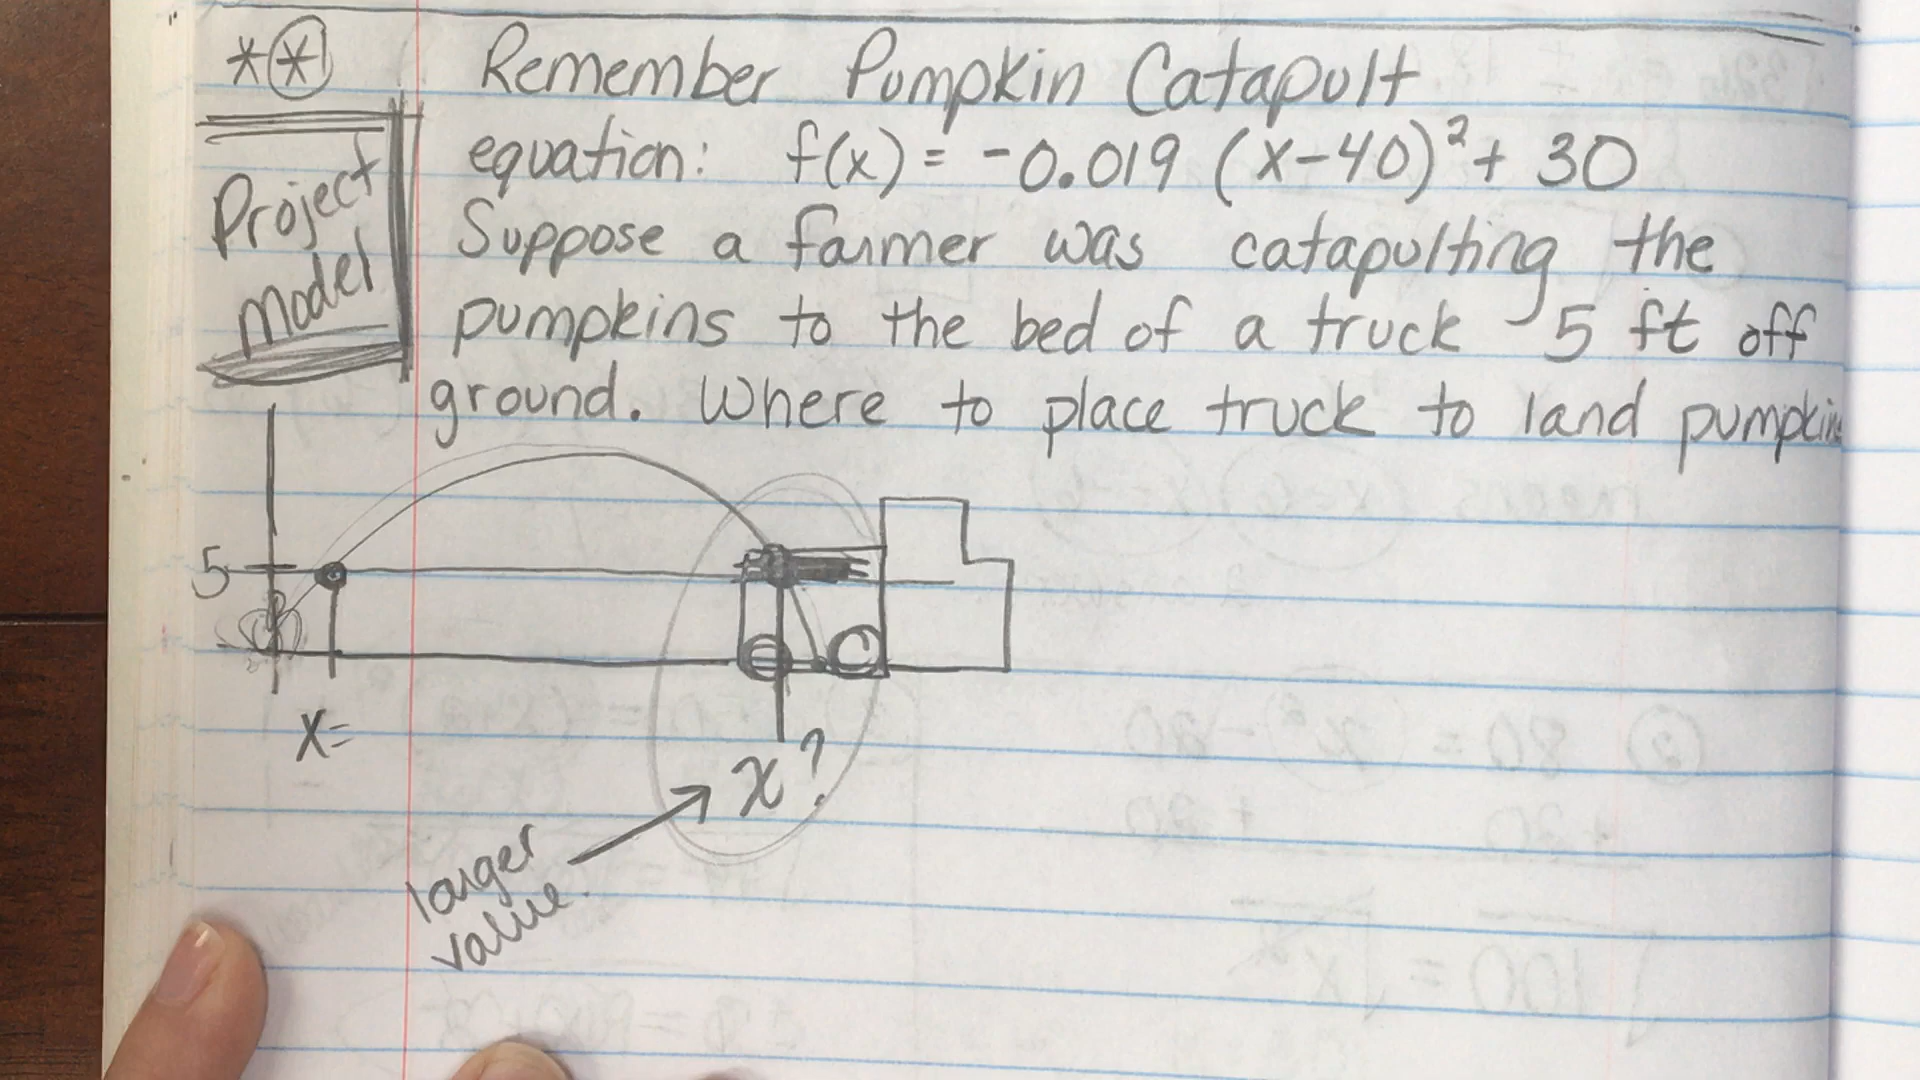 * *
Remember Pumpkin Catapult
equation: f(x) = -0.019 (x-40)² + 30
Project
Model
Suppose a farmer was catapulting the
pumpkins to the bed of a truck 5 ft off
ground. Where to place truck to land pumpkin
5
x=
x?
larger
value.